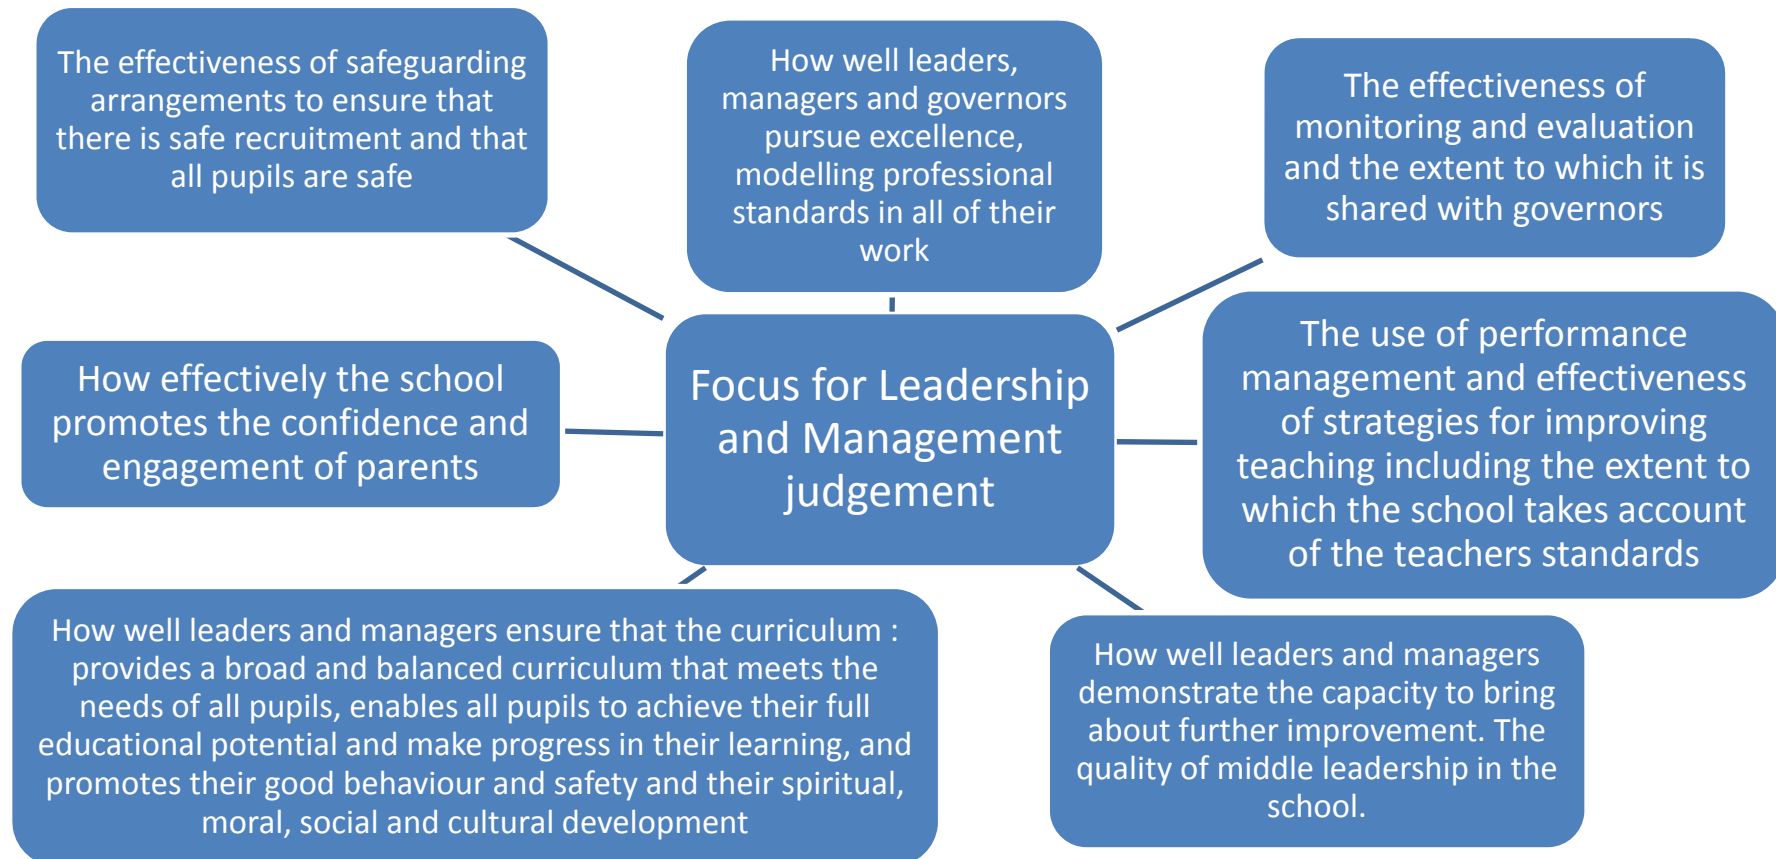 The effectiveness of safeguarding
arrangements to ensure that
there is safe recruitment and that
all pupils are safe
How well leaders,
managers and governors
pursue excellence,
modelling professional
standards in all of their
work
The effectiveness of
monitoring and evaluation
and the extent to which it is
shared with governors
How effectively the school
promotes the confidence and
engagement of parents
Focus for Leadership
and Management
judgement
The use of performance
management and effectiveness
of strategies for improving
teaching including the extent to
which the school takes account
of the teachers standards
How well leaders and managers ensure that the curriculum :
provides a broad and balanced curriculum that meets the
needs of all pupils, enables all pupils to achieve their full
educational potential and make progress in their learning, and
promotes their good behaviour and safety and their spiritual,
moral, social and cultural development
How well leaders and managers
demonstrate the capacity to bring
about further improvement. The
quality of middle leadership in the
school.